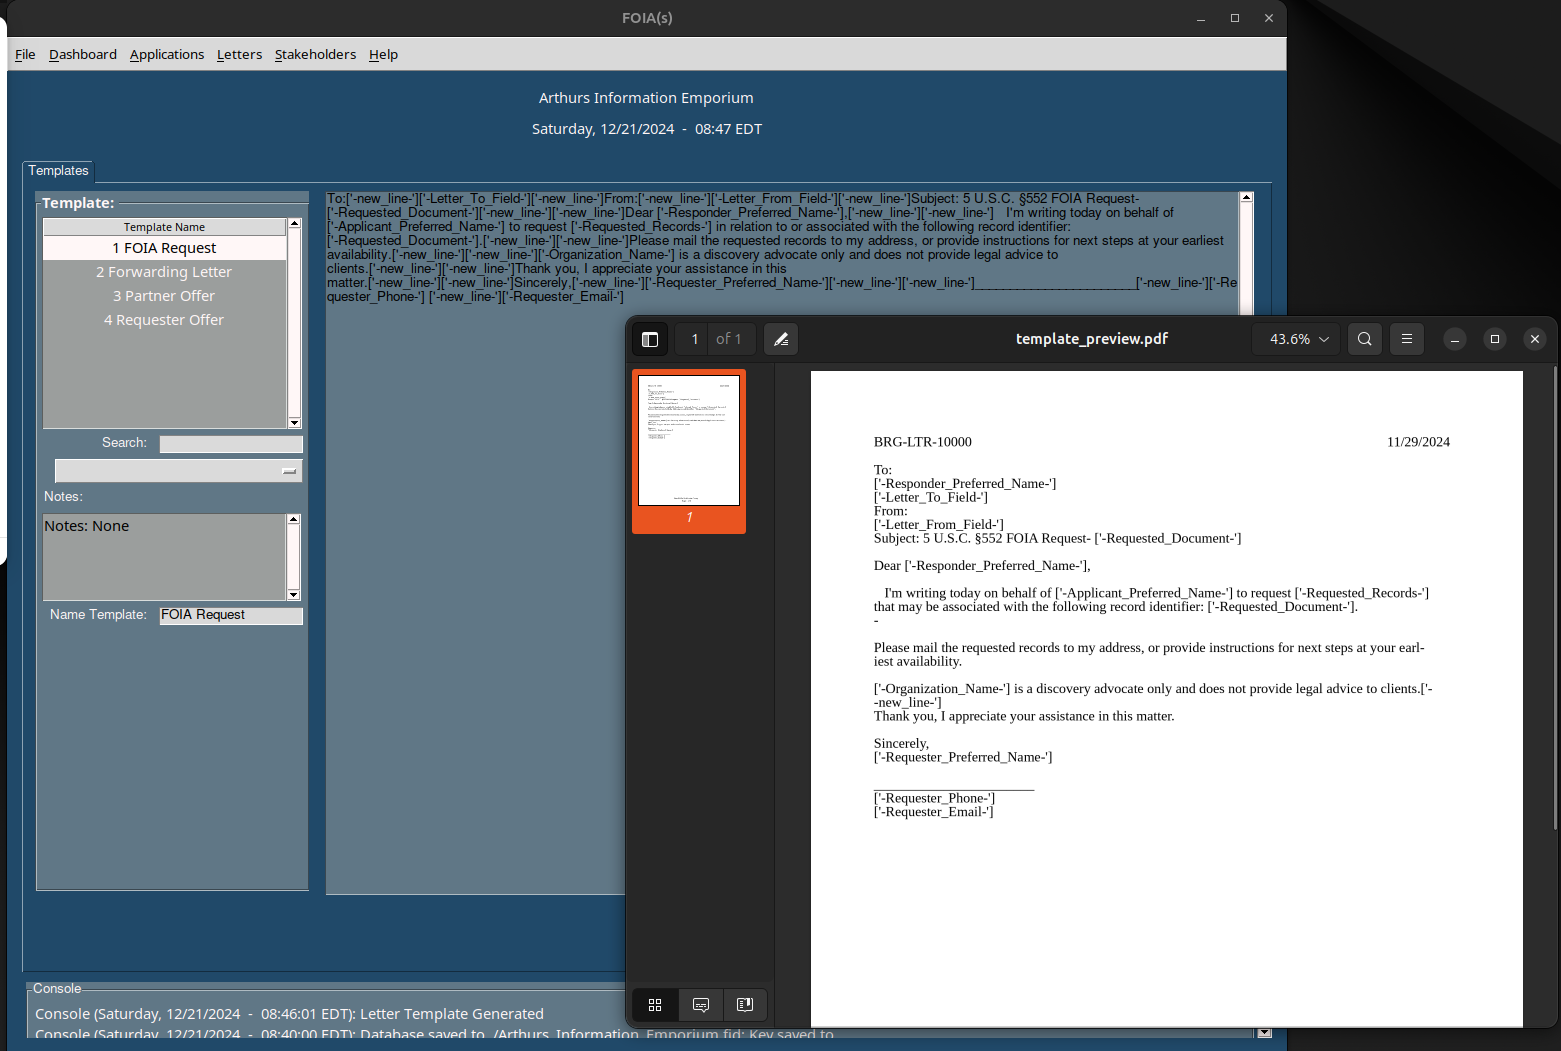 FOIA(s)
File Dashboard Applications Letters Stakeholders Help
Arthurs Information Emporium
Saturday, 12/21/2024 - 08:47 EDT
Templates
Template:
Template Name
1 FOIA Request
2 Forwarding Letter
3 Partner Offer
4 Requester Offer
Search:
Notes:
Notes: None
Name Template: FOIA Request
To:['-new_line-']['-Letter_To_Field-']['-new_line-']From:['-new_line-']['-Letter_From_Field-']['-new_line-']Subject: 5 U.S.C. §552 FOIA Request-
['-Requested_Document-']['-new_line-']['-new_line-']Dear ['-Responder_Preferred_Name-'],['-new_line-']['-new_line-'] I'm writing today on behalf of
['-Applicant_Preferred_Name-'] to request ['-Requested_Records-'] in relation to or associated with the following record identifier:
['-Requested_Document-'].['-new_line-']['-new_line-']Please mail the requested records to my address, or provide instructions for next steps at your earliest
availability.['-new_line-']['-new_line-']['-Organization_Name-'] is a discovery advocate only and does not provide legal advice to
clients.['-new_line-']['-new_line-']Thank you, I appreciate your assistance in this
matter.['-new_line-']['-new_line-']Sincerely,['-new_line-']['-Requester_Preferred_Name-']['-new_line-']['-new_line-']_______________________['-new_line-']['-Re
quester_Phone-'] ['-new_line-']['-Requester_Email-']
1 of 1
template_preview.pdf
43.6%
1
BRG-LTR-10000 11/29/2024
To:
['-Responder_Preferred_Name-']
['-Letter_To_Field-']
From:
['-Letter_From_Field-']
Subject: 5 U.S.C. §552 FOIA Request- ['-Requested_Document-']
Dear ['-Responder_Preferred_Name-'],
I'm writing today on behalf of ['-Applicant_Preferred_Name-'] to request ['-Requested_Records-']
that may be associated with the following record identifier: ['-Requested_Document-'].
-
Please mail the requested records to my address, or provide instructions for next steps at your earl-
iest availability.
['-Organization_Name-'] is a discovery advocate only and does not provide legal advice to clients.['-
-new_line-']
Thank you, I appreciate your assistance in this matter.
Sincerely,
['-Requester_Preferred_Name-']
_______________________
['-Requester_Phone-']
['-Requester_Email-']
Console
Console (Saturday, 12/21/2024 - 08:46:01 EDT): Letter Template Generated
Console (Saturday, 12/21/2024 - 08:40:00 EDT): Database saved to ./Arthurs_Information_Emporium.fid; Key saved to